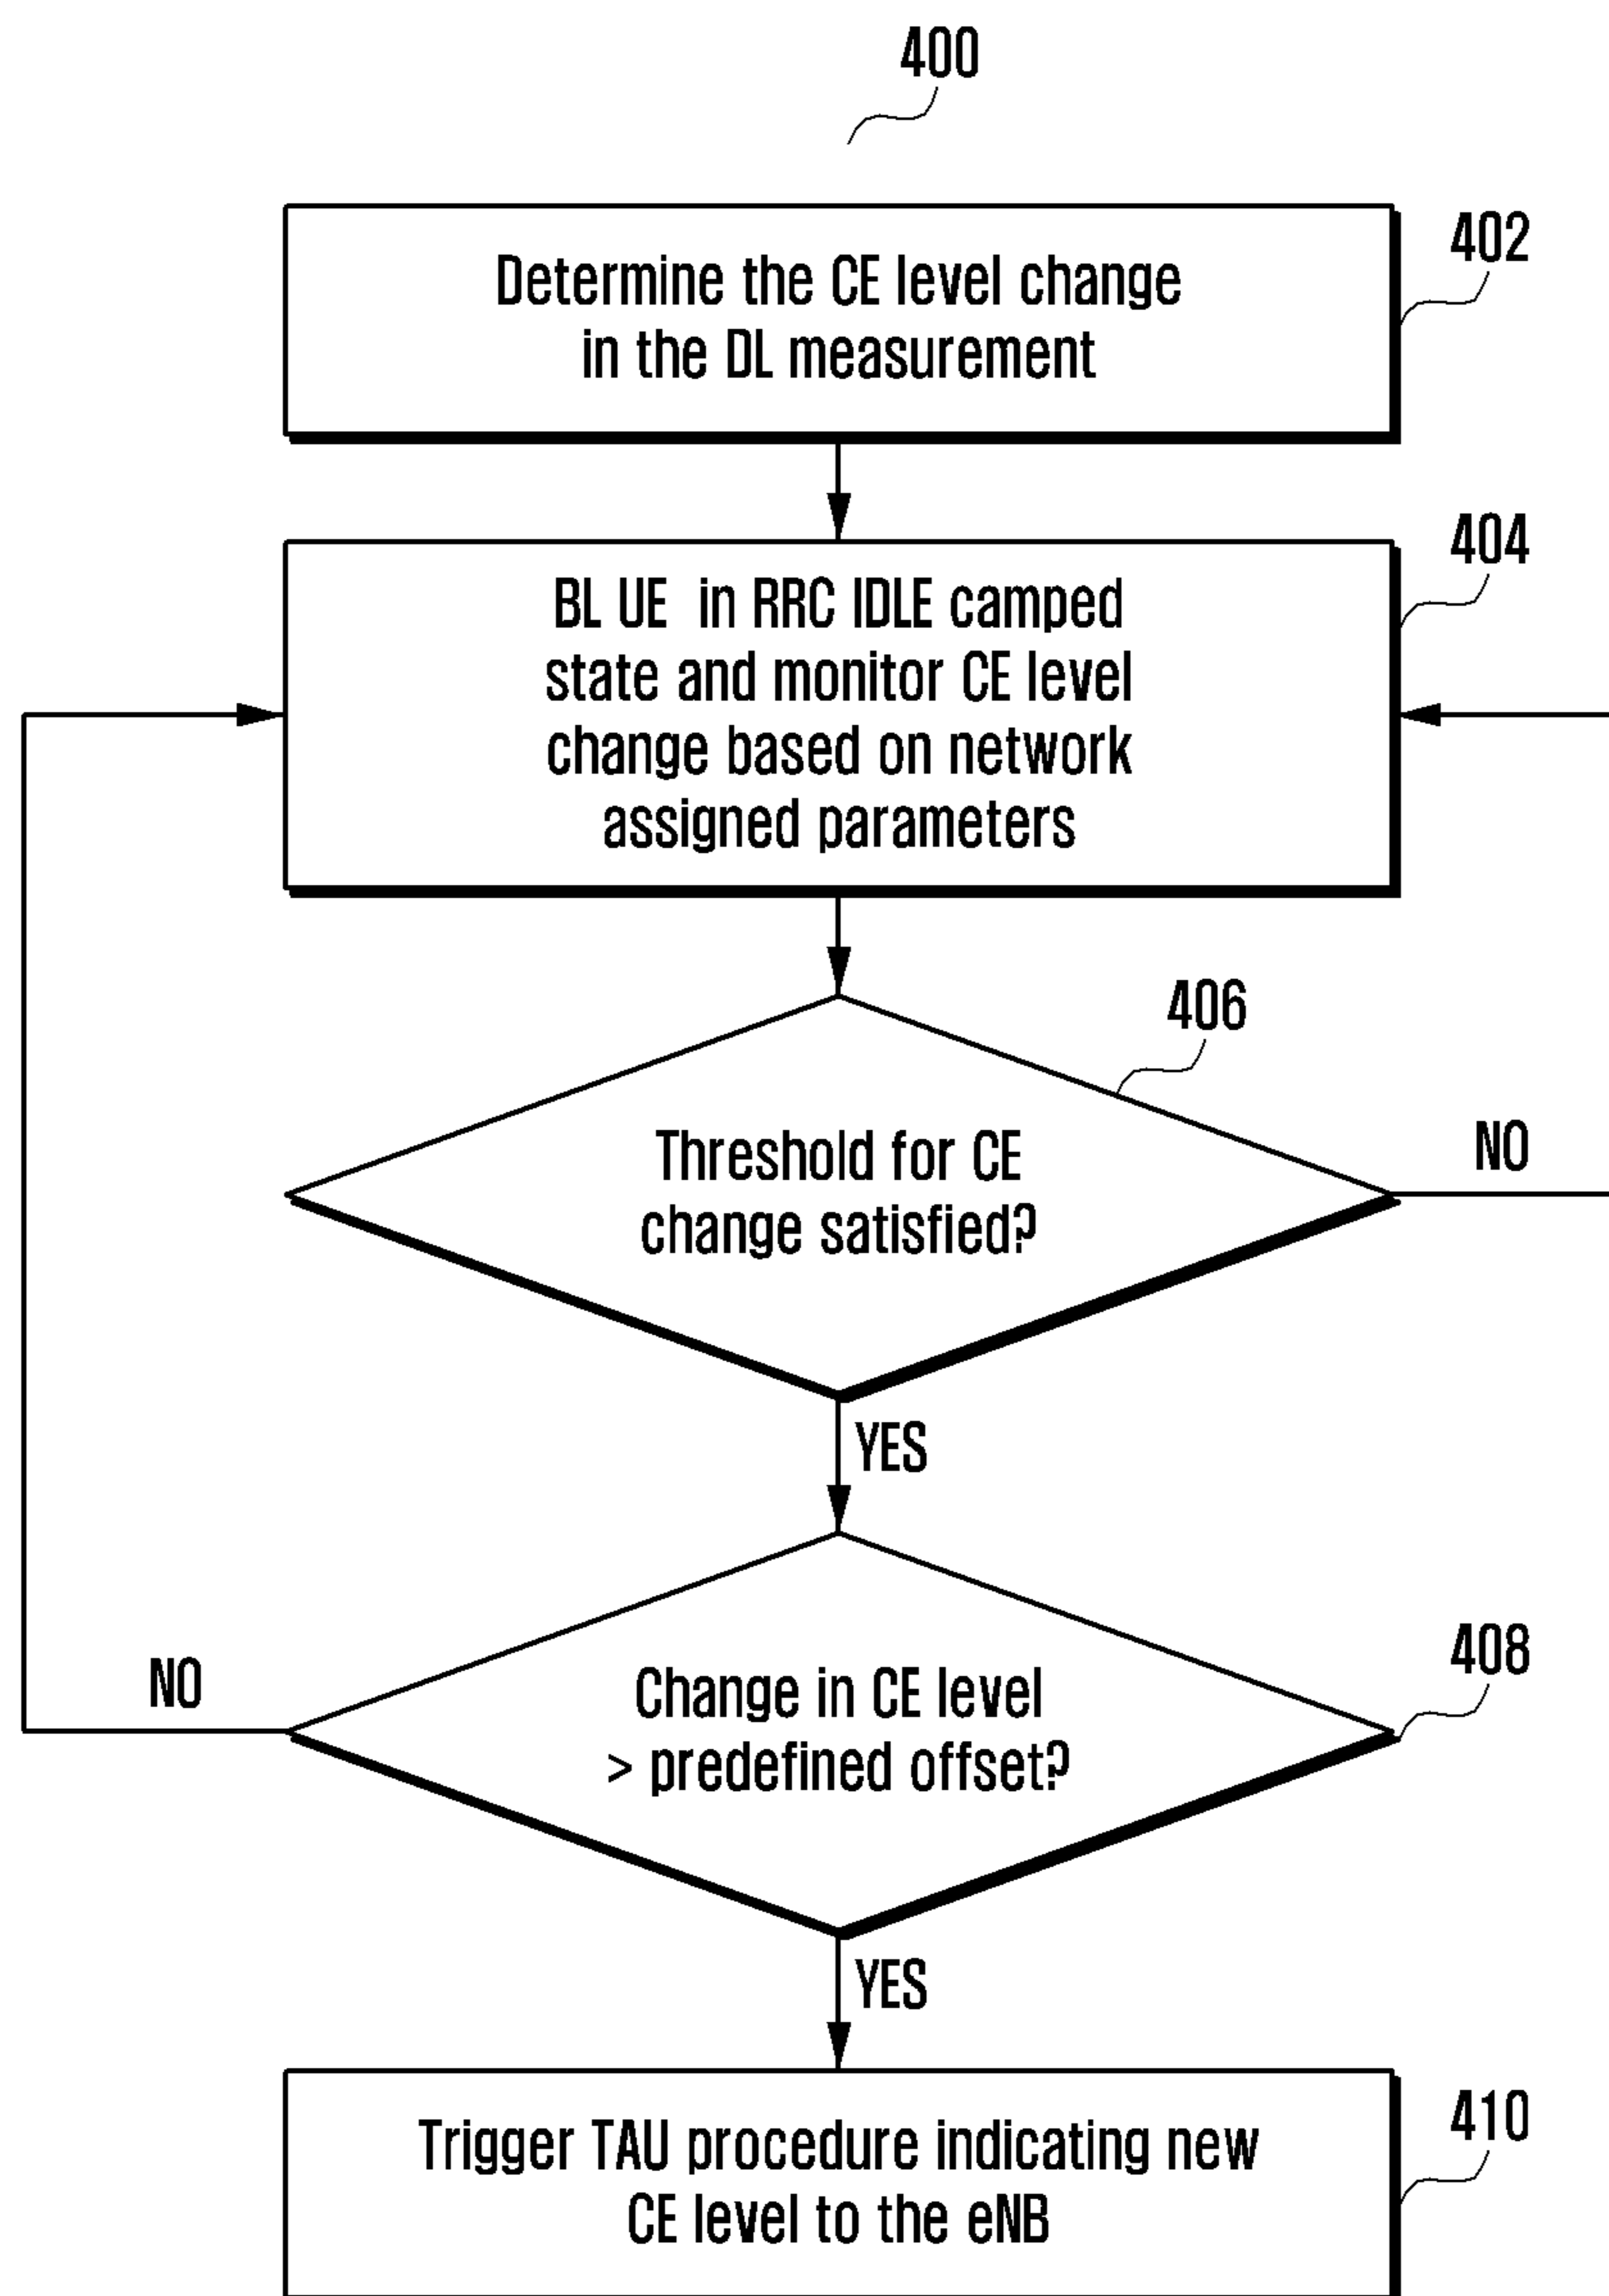 400
402
Determine the CE level change
in the DL measurement
404
BL UE in RRC IDLE camped
state and monitor CE level
change based on network
assigned parameters
406
Threshold for CE
change satisfied?
NO
YES
408
Change in CE level
> predefined offset?
NO
YES
410
Trigger TAU procedure indicating new
CE level to the eNB